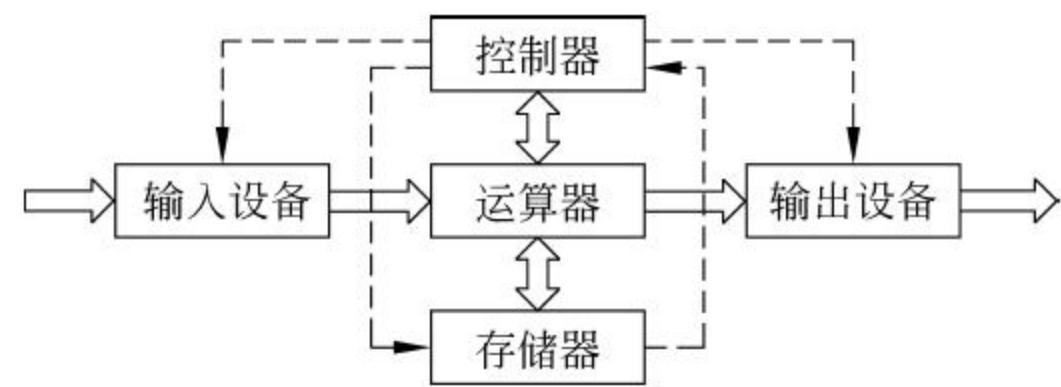 控制器
输入设备
运算器
输出设备
存储器